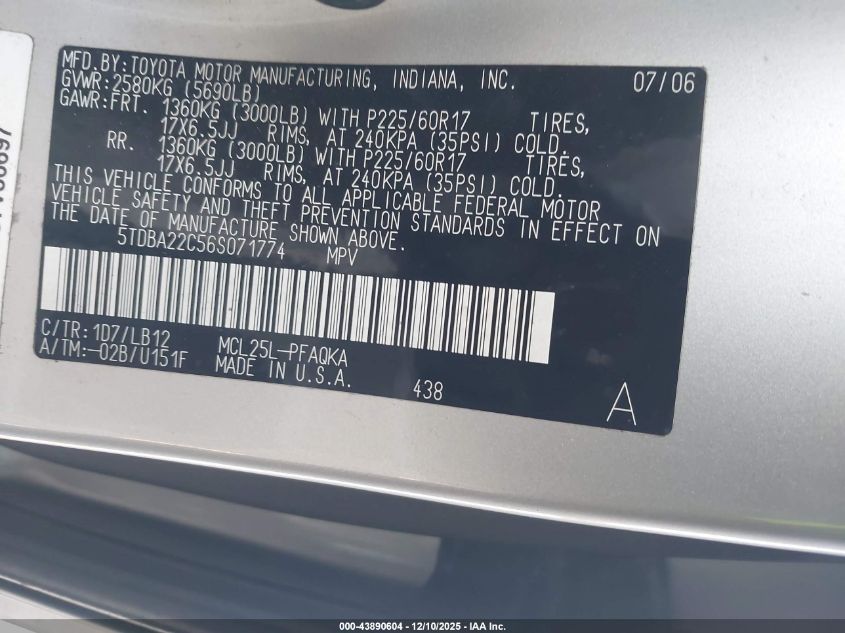 MFD.BY:TOYOTA MOTOR MANUFACTURING, INDIANA, INC. 07/06
GVWR:2580KG (5690LB)
GAWR:FRT. 1360KG (3000LB) WITH P225/60R17 TIRES,
17X6.5JJ RIMS, AT 240KPA (35PSI) COLD.
RR. 1360KG (3000LB) WITH P225/60R17 TIRES,
17X6.5JJ RIMS, AT 240KPA (35PSI) COLD.
THIS VEHICLE CONFORMS TO ALL APPLICABLE FEDERAL MOTOR
VEHICLE SAFETY AND THEFT PREVENTION STANDARDS IN EFFECT ON
THE DATE OF MANUFACTURE SHOWN ABOVE.
5TDBA22C56S071774 MPV
C/TR:1D7/LB12 MCL25L-PFAQKA
A/TM:-02B/U151F MADE IN U.S.A.
438 A
000-43890604 - 12/10/2025 - IAA Inc.